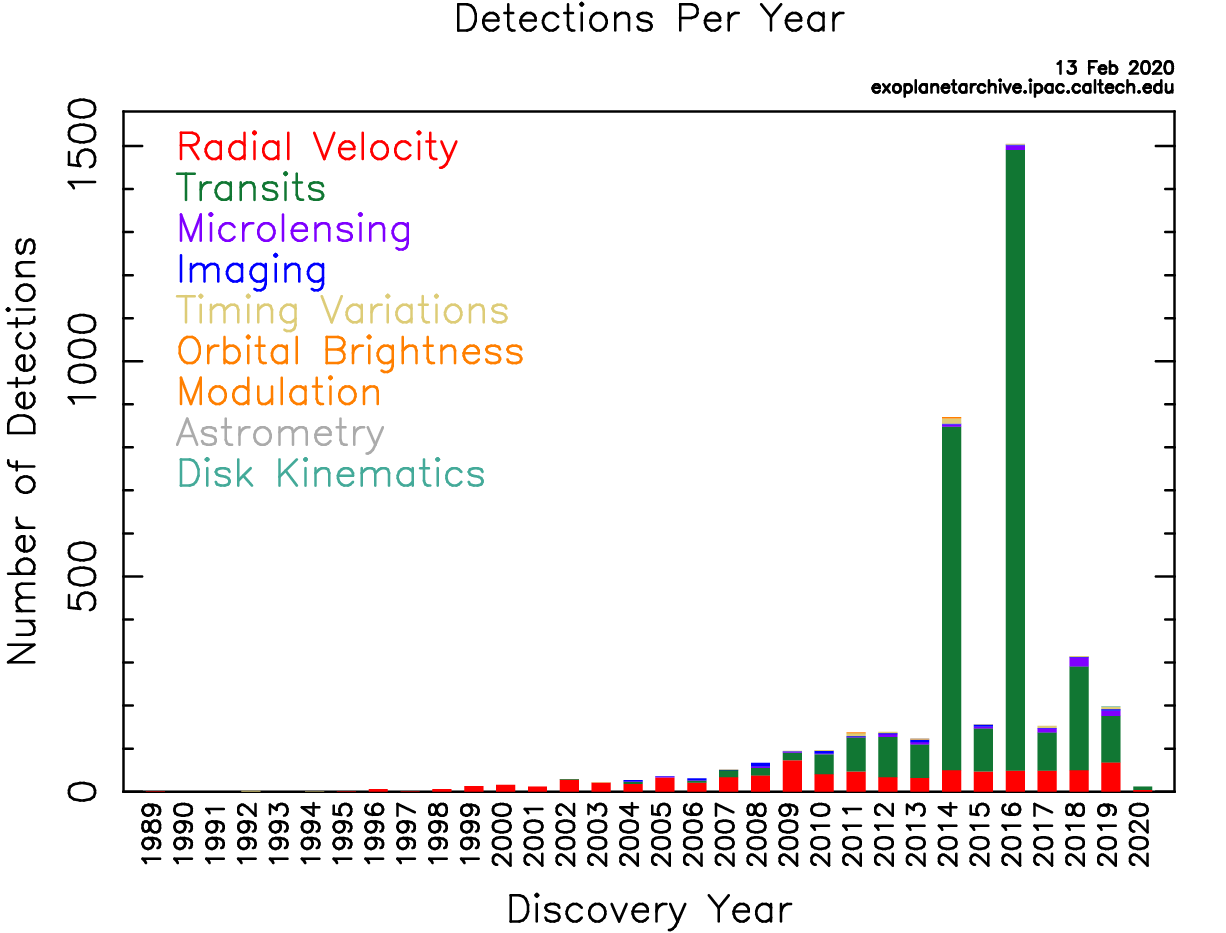 Detections Per Year
13 Feb 2020
exoplanetarchive.ipac.caltech.edu
Radial Velocity
Transits
Microlensing
Imaging
Timing Variations
Orbital Brightness
Modulation
Astrometry
Disk Kinematics
Number of Detections
1500
1000
500
0
1989
1990
1991
1992
1993
1994
1995
1996
1997
1998
1999
2000
2001
2002
2003
2004
2005
2006
2007
2008
2009
2010
2011
2012
2013
2014
2015
2016
2017
2018
2019
2020
Discovery Year